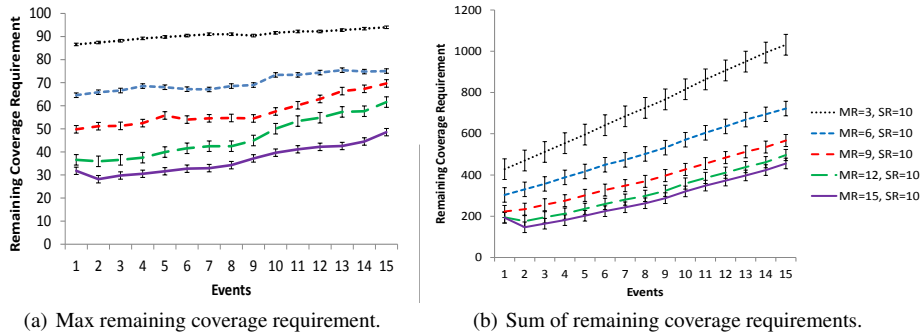 Remaining Coverage Requirement
100
90
80
70
60
50
40
30
20
10
0
1 2 3 4 5 6 7 8 9 10 11 12 13 14 15
Events
(a) Max remaining coverage requirement.
Remaining Coverage Requirement
1200
1000
800
600
400
200
0
1 2 3 4 5 6 7 8 9 10 11 12 13 14 15
Events
MR=3, SR=10
MR=6, SR=10
MR=9, SR=10
MR=12, SR=10
MR=15, SR=10
(b) Sum of remaining coverage requirements.